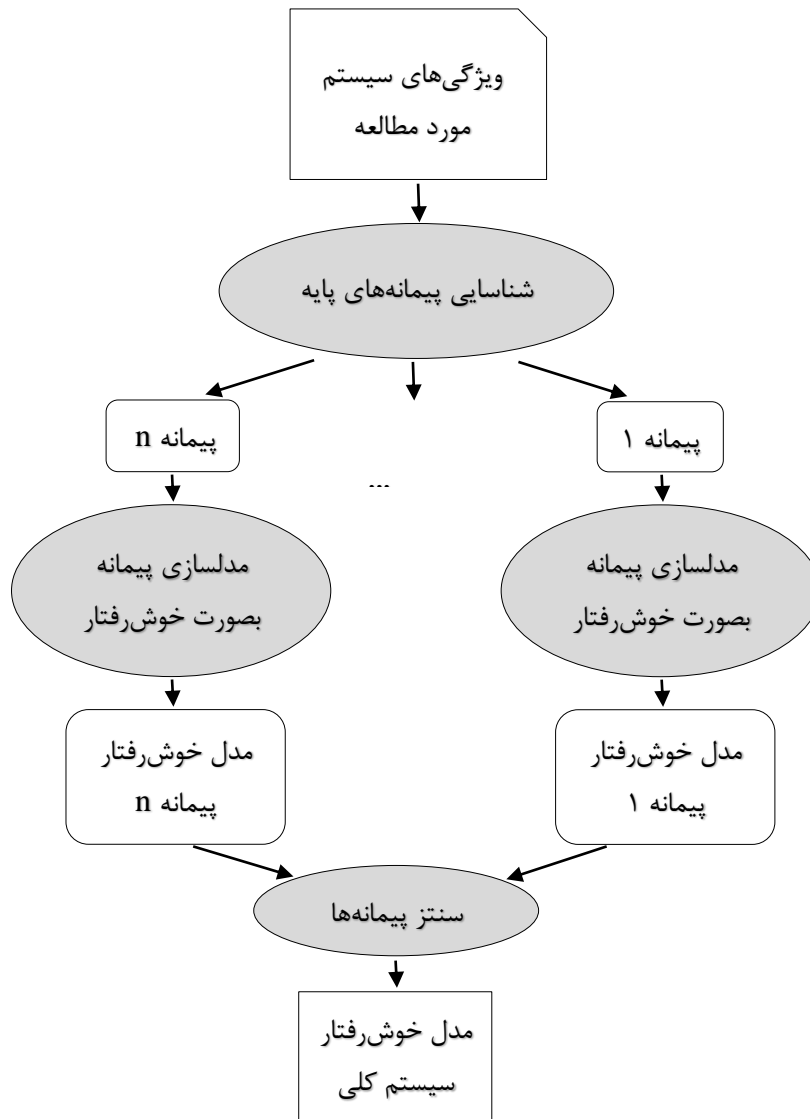 ویژگی‌های سیستم
مورد مطالعه
شناسایی پیمانه‌های پایه
پیمانه ۱
...
پیمانه n
مدلسازی پیمانه
بصورت خوش‌رفتار
مدلسازی پیمانه
بصورت خوش‌رفتار
مدل خوش‌رفتار
پیمانه ۱
مدل خوش‌رفتار
پیمانه n
سنتز پیمانه‌ها
مدل خوش‌رفتار
سیستم کلی